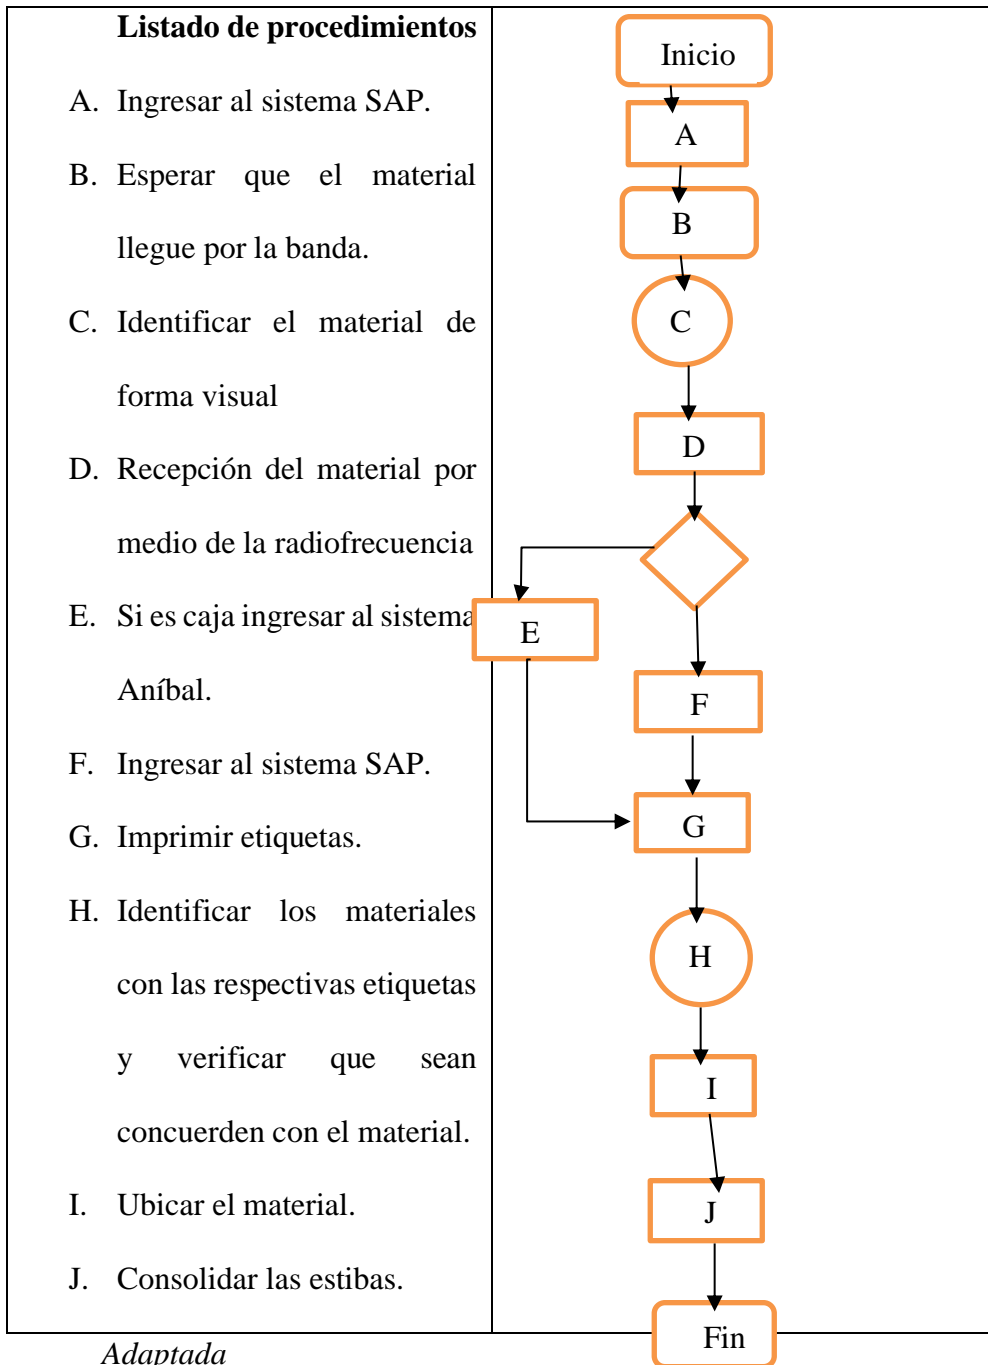 Listado de procedimientos
A. Ingresar al sistema SAP.
B. Esperar que el material
llegue por la banda.
C. Identificar el material de
forma visual
D. Recepción del material por
medio de la radiofrecuencia
E. Si es caja ingresar al sistema
Aníbal.
F. Ingresar al sistema SAP.
G. Imprimir etiquetas.
H. Identificar los materiales
con las respectivas etiquetas
y verificar que sean
concuerden con el material.
I. Ubicar el material.
J. Consolidar las estibas.
Inicio
A
B
C
D
E
F
G
H
I
J
Fin
Adaptada